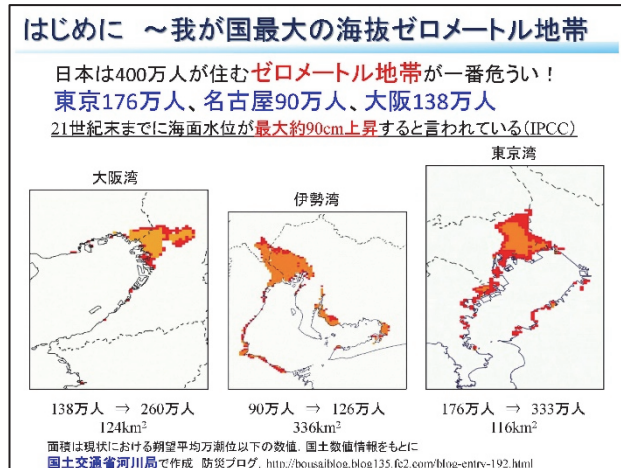 はじめに ～我が国最大の海抜ゼロメートル地帯
日本は400万人が住むゼロメートル地帯が一番危うい！
東京176万人、名古屋90万人、大阪138万人
21世紀末までに海面水位が最大約90cm上昇すると言われている(IPCC)
大阪湾
伊勢湾
東京湾
138万人 → 260万人
124km²
90万人 → 126万人
336km²
176万人 → 333万人
116km²
面積は現状における朔望平均万潮位以下の数値. 国土数値情報をもとに
国土交通省河川局で作成 防災ブログ. http://bousaiblog.blog135.fc2.com/blog-entry-192.html